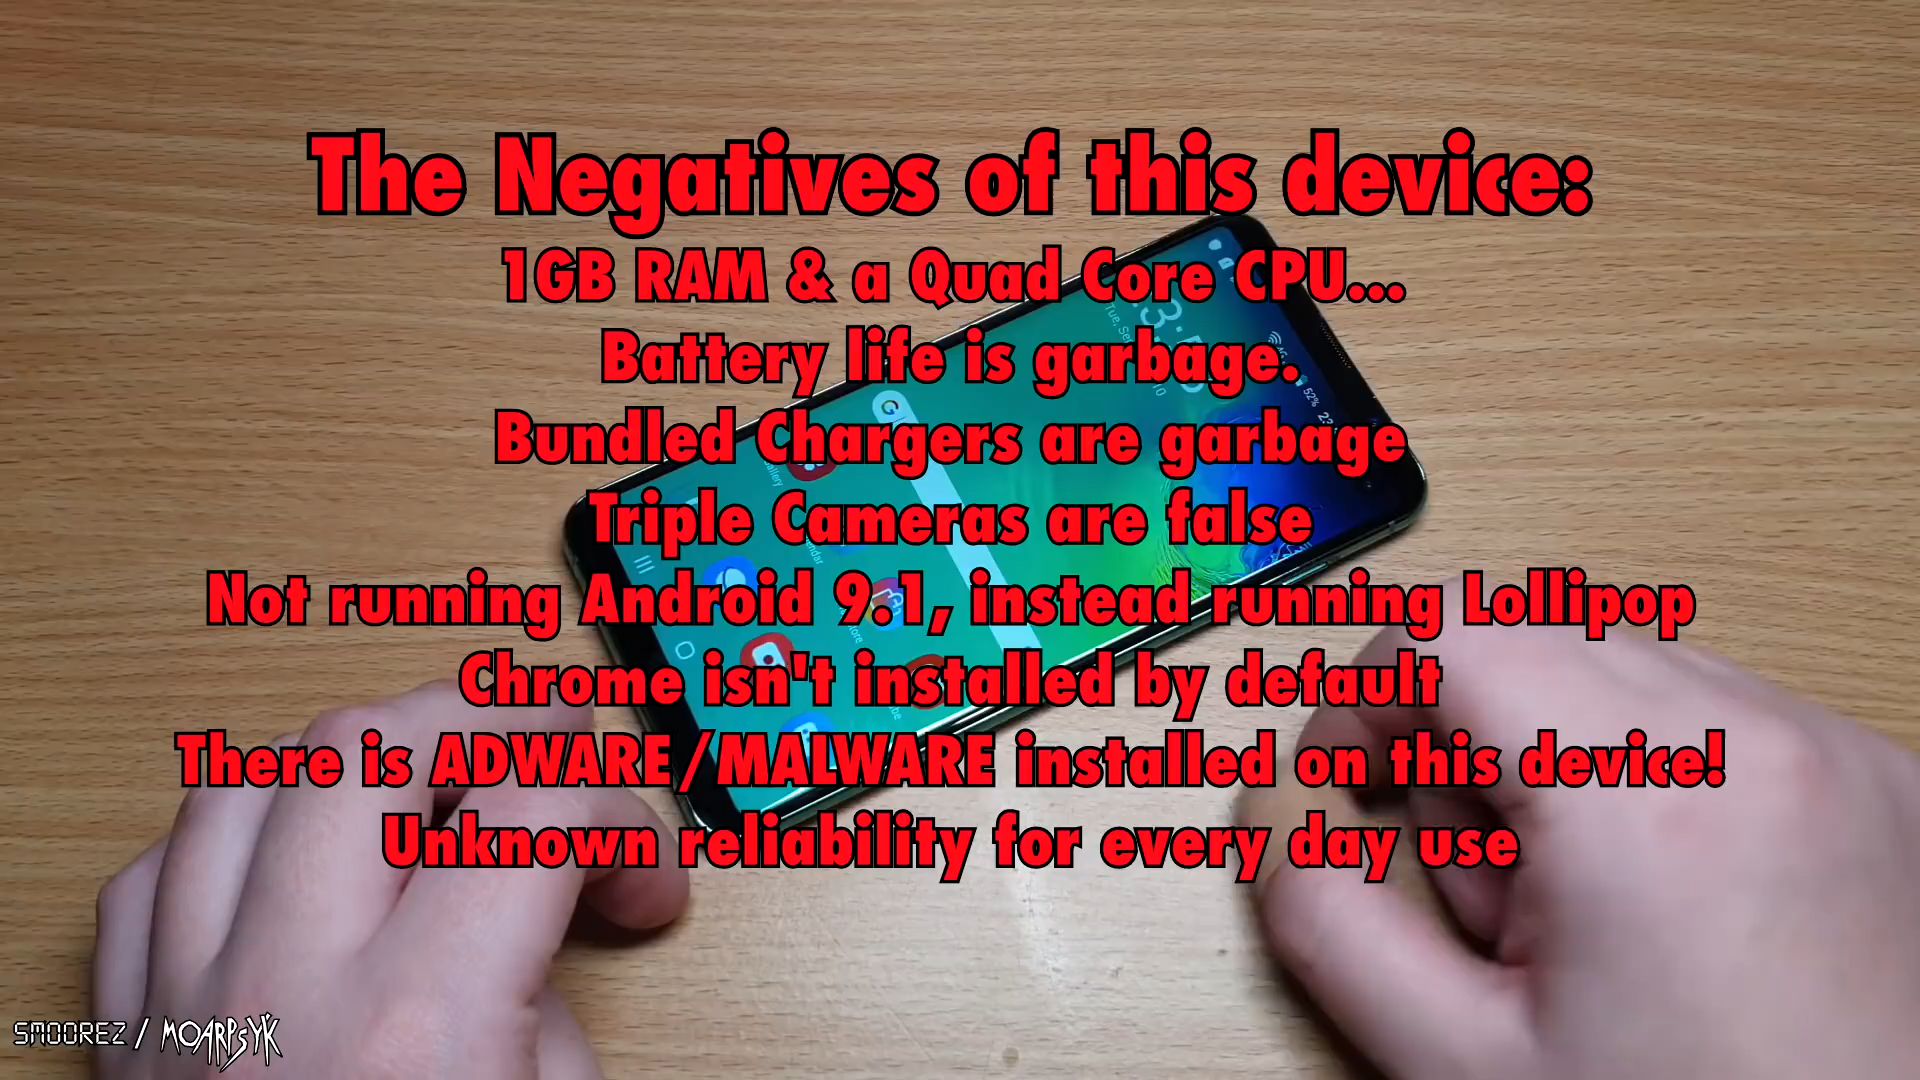 The Negatives of this device:
1GB RAM & a Quad Core CPU...
Battery life is garbage.
Bundled Chargers are garbage
Triple Cameras are false
Not running Android 9.1, instead running Lollipop
Chrome isn't installed by default
There is ADWARE/MALWARE installed on this device!
Unknown reliability for every day use
52%
SMOOREZ / MOARPSYK